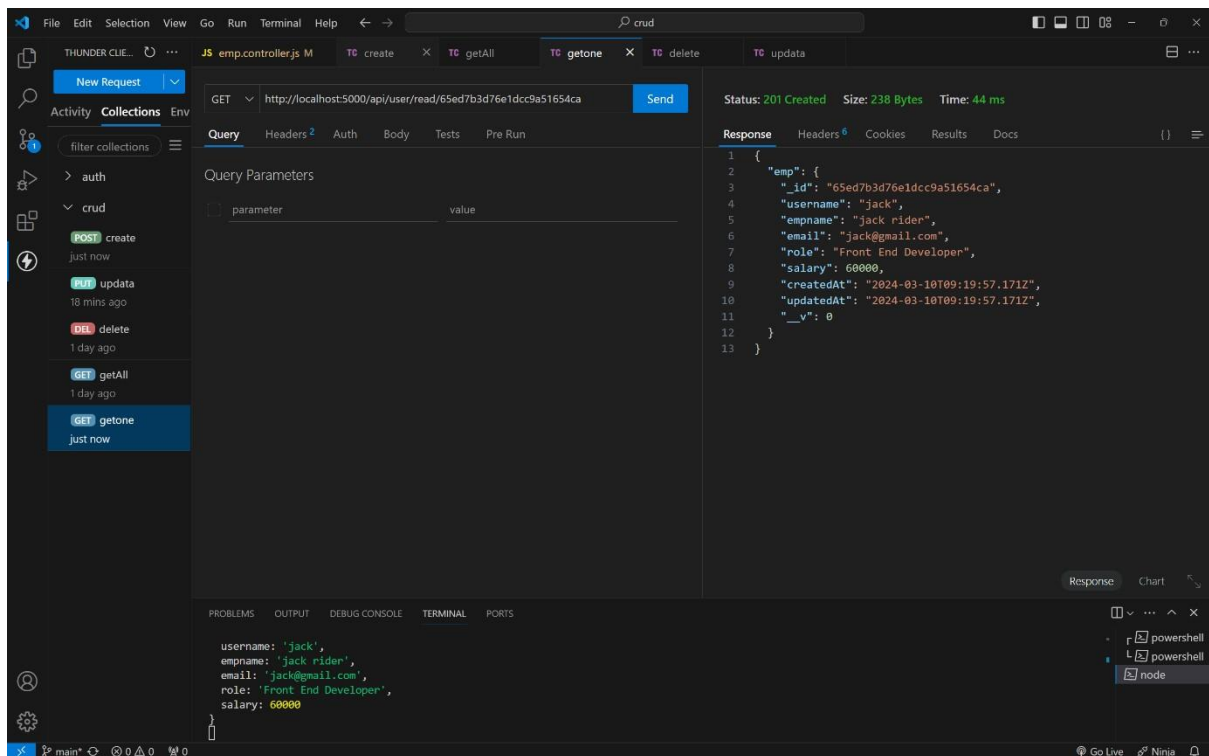 File Edit Selection View Go Run Terminal Help ← → crud
THUNDER CLIE... ···
JS emp.controller.js M TC create × TC getAll TC getone × TC delete TC updata ···
New Request
Activity Collections Env
filter collections
auth
crud
POST create
just now
PUT updata
18 mins ago
DEL delete
1 day ago
GET getAll
1 day ago
GET getone
just now
GET http://localhost:5000/api/user/read/65ed7b3d76e1dcc9a51654ca Send
Query Headers 2 Auth Body Tests Pre Run
Query Parameters
parameter value
Status: 201 Created Size: 238 Bytes Time: 44 ms
Response Headers 6 Cookies Results Docs {}
1 {
2 "emp": {
3 "_id": "65ed7b3d76e1dcc9a51654ca",
4 "username": "jack",
5 "empname": "jack rider",
6 "email": "jack@gmail.com",
7 "role": "Front End Developer",
8 "salary": 60000,
9 "createdAt": "2024-03-10T09:19:57.171Z",
10 "updatedAt": "2024-03-10T09:19:57.171Z",
11 "__v": 0
12 }
13 }
Response Chart
PROBLEMS OUTPUT DEBUG CONSOLE TERMINAL PORTS ···
username: 'jack',
empname: 'jack rider',
email: 'jack@gmail.com',
role: 'Front End Developer',
salary: 60000
}
powershell
powershell
node
1
main* 0 0 0 Go Live Ninja